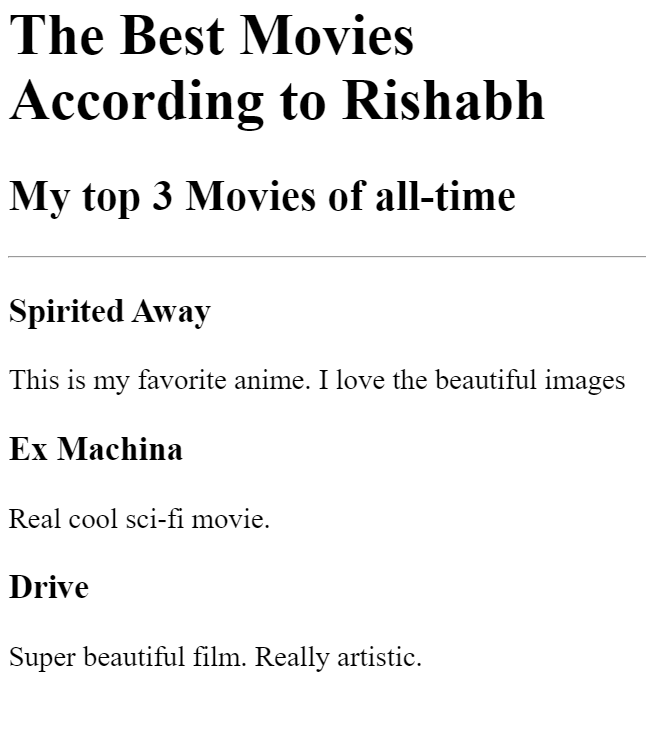 The Best Movies
According to Rishabh
My top 3 Movies of all-time
Spirited Away
This is my favorite anime. I love the beautiful images
Ex Machina
Real cool sci-fi movie.
Drive
Super beautiful film. Really artistic.